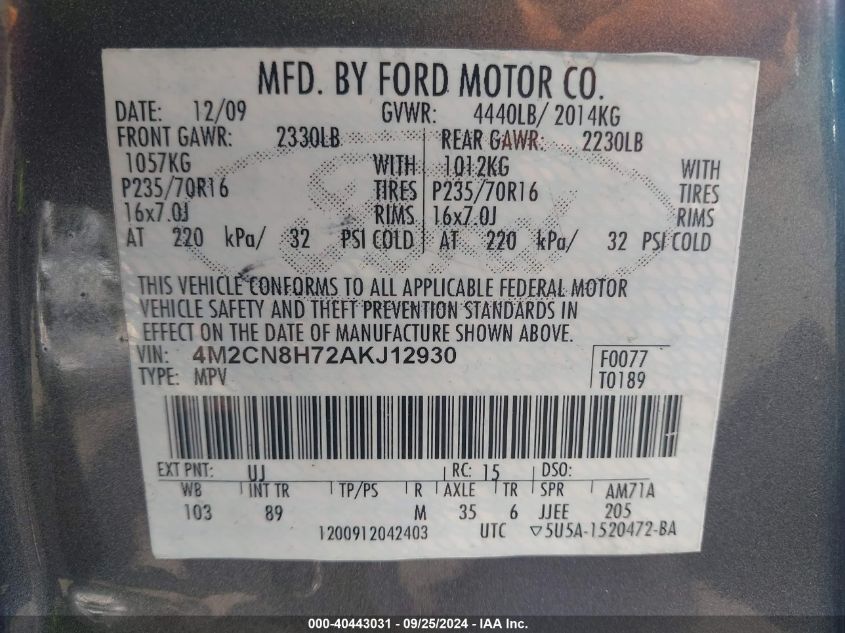 MFD. BY FORD MOTOR CO.
DATE: 12/09 GVWR: 4440LB/ 2014KG
FRONT GAWR: 2330LB REAR GAWR: 2230LB
1057KG WITH 1012KG WITH
P235/70R16 TIRES P235/70R16 TIRES
16x7.0J RIMS 16x7.0J RIMS
AT 220 kPa/ 32 PSI COLD AT 220 kPa/ 32 PSI COLD
THIS VEHICLE CONFORMS TO ALL APPLICABLE FEDERAL MOTOR
VEHICLE SAFETY AND THEFT PREVENTION STANDARDS IN
EFFECT ON THE DATE OF MANUFACTURE SHOWN ABOVE.
VIN: 4M2CN8H72AKJ12930 F0077
TYPE: MPV T0189
EXT PNT: UJ RC: 15 DSO:
WB INT TR TP/PS R AXLE TR SPR AM71A
103 89 M 35 6 JJEE 205
1200912042403 UTC ▽5U5A-1520472-BA
000-40443031 - 09/25/2024 - IAA Inc.